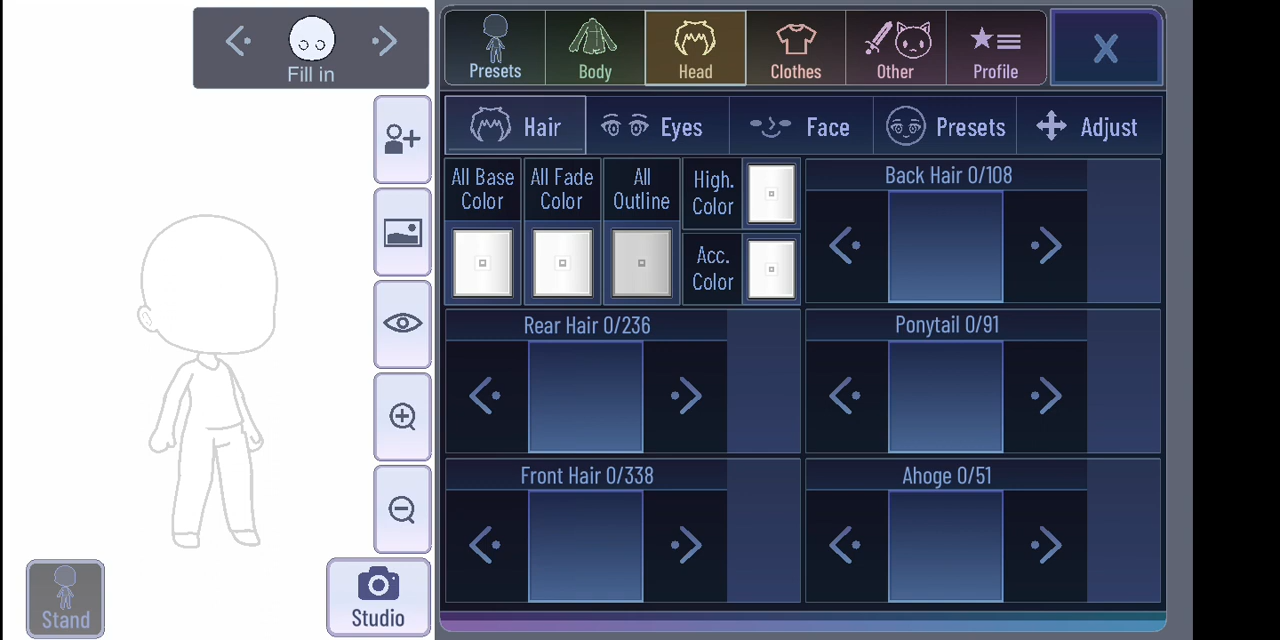 Fill in
Presets
Body
Head
Clothes
Other
Profile
X
Hair
Eyes
Face
Presets
Adjust
All Base
Color
All Fade
Color
All
Outline
High.
Color
Acc.
Color
Back Hair 0/108
Rear Hair 0/236
Ponytail 0/91
Front Hair 0/338
Ahoge 0/51
Stand
Studio